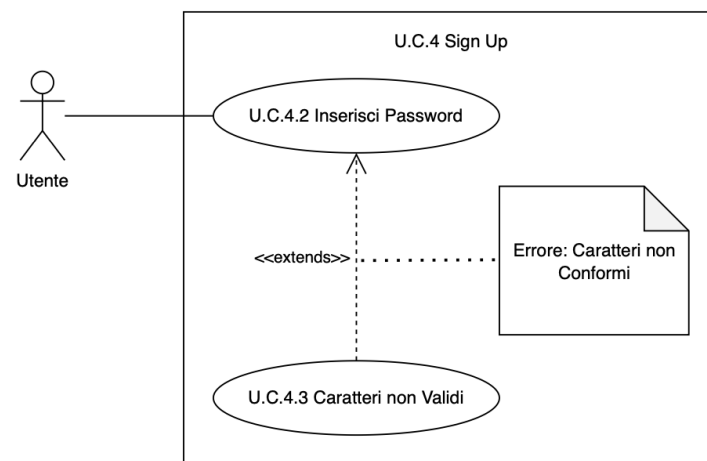 U.C.4 Sign Up
U.C.4.2 Inserisci Password
Utente
<<extends>>
Errore: Caratteri non
Conformi
U.C.4.3 Caratteri non Validi